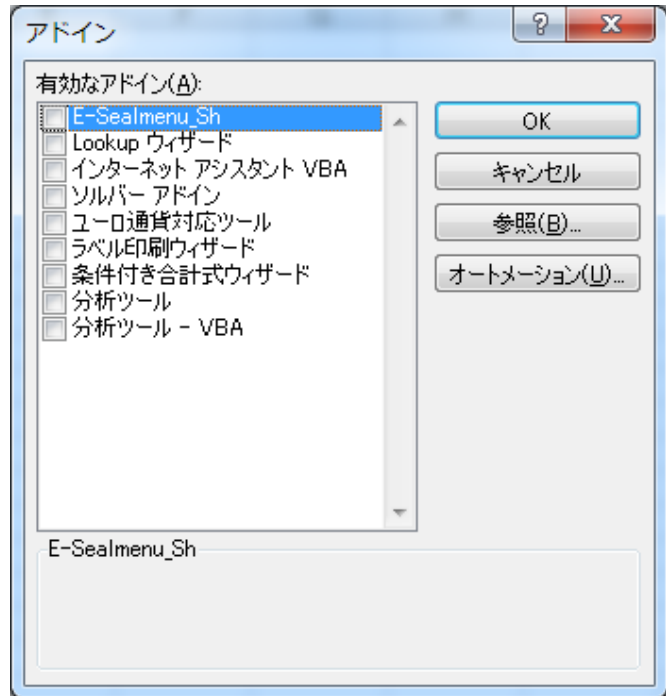 アドイン
有効なアドイン(A):
E-Sealmenu_Sh
Lookup ウィザード
インターネット アシスタント VBA
ソルバー アドイン
ユーロ通貨対応ツール
ラベル印刷ウィザード
条件付き合計式ウィザード
分析ツール
分析ツール - VBA
OK
キャンセル
参照(B)...
オートメーション(U)...
E-Sealmenu_Sh